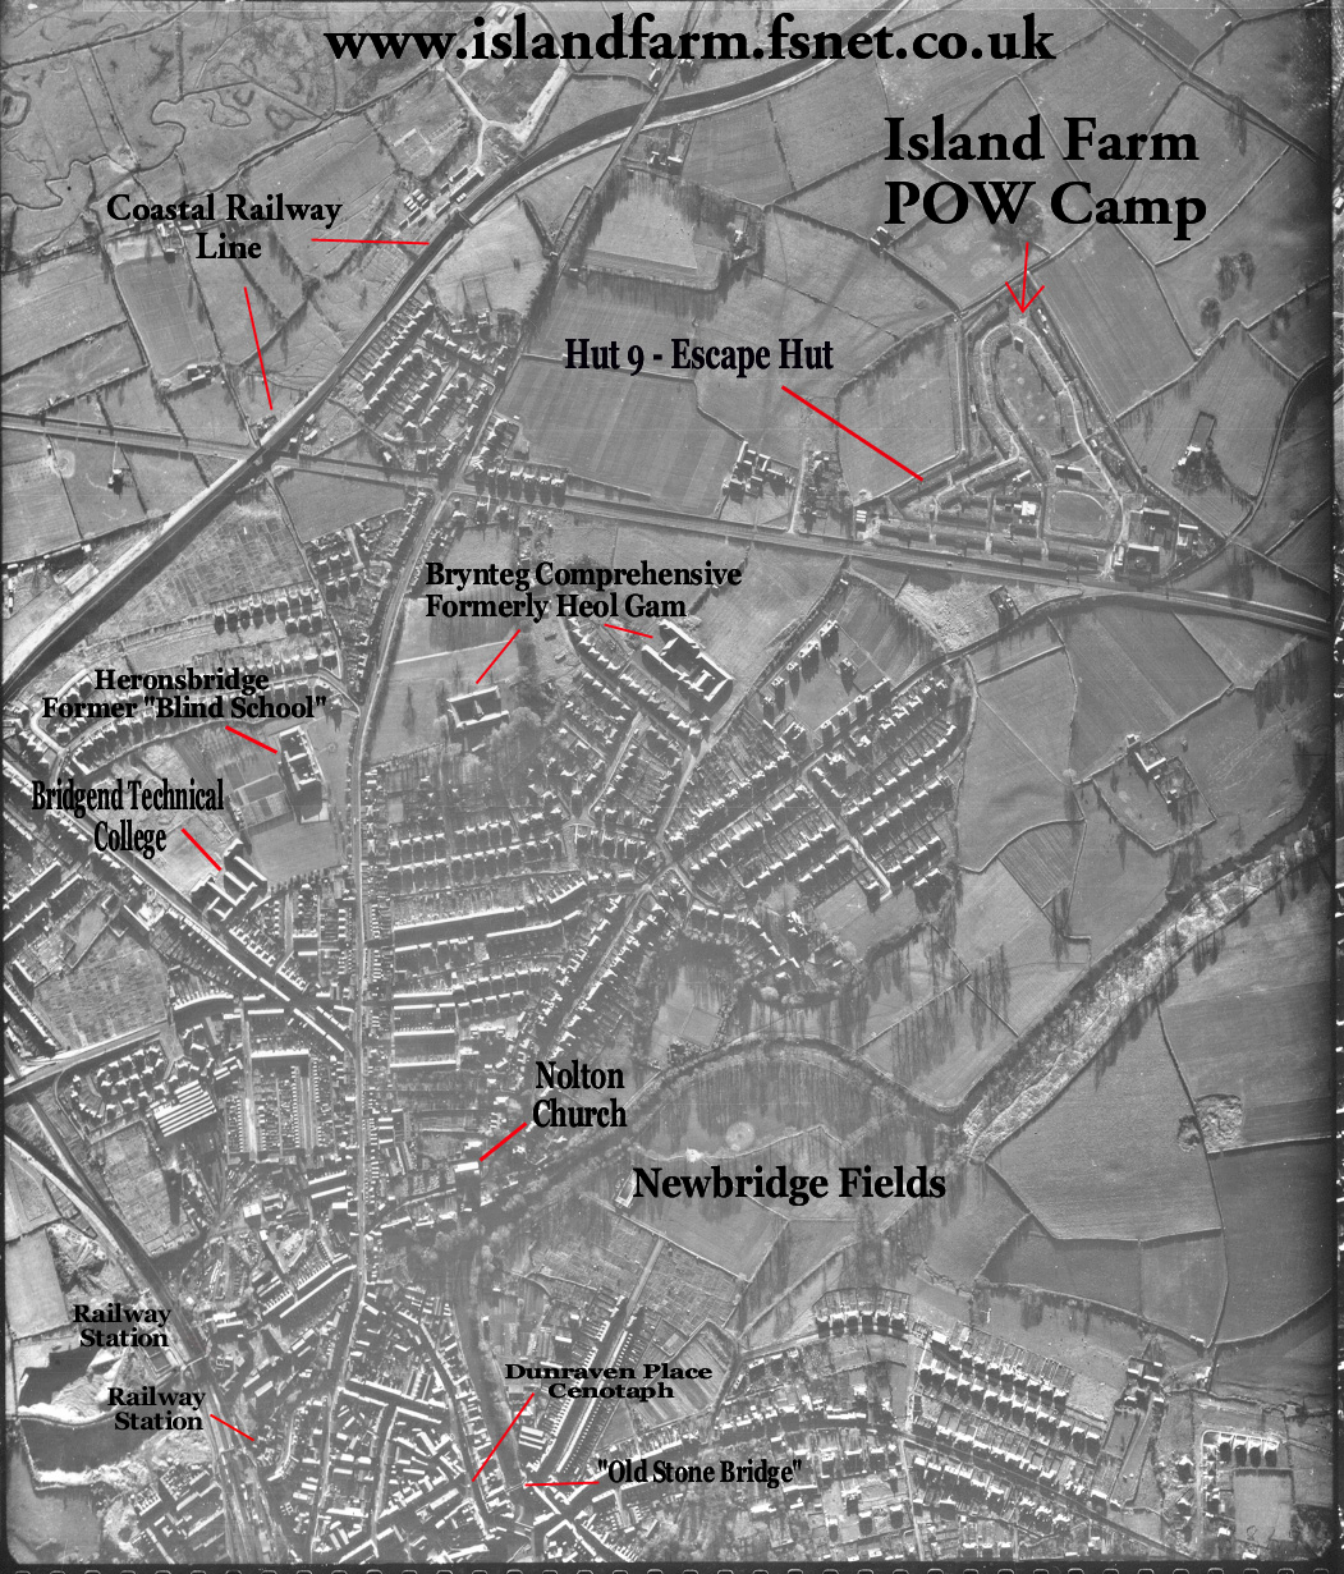 www.islandfarm.fsnet.co.uk
Island Farm
POW Camp
Coastal Railway
Line
Hut 9 - Escape Hut
Brynteg Comprehensive
Formerly Heol Gam
Heronsbridge
Former "Blind School"
Bridgend Technical
College
Nolton
Church
Newbridge Fields
Railway
Station
Dunraven Place
Cenotaph
Railway
Station
"Old Stone Bridge"